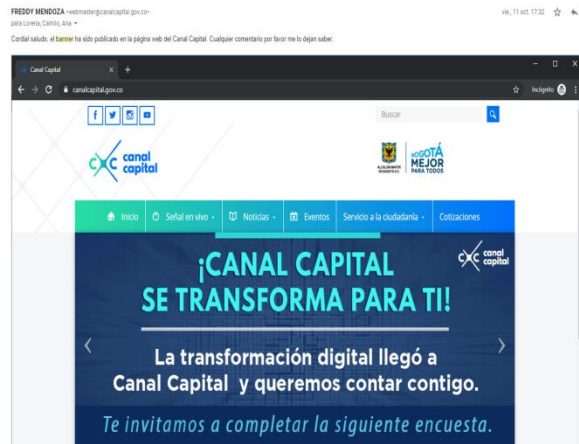 FREDDY MENDOZA <webmaster@canalcapital.gov.co>
vie, 11 oct 17:32
para Lorena, Camilo, Ana
Cordial saludo, el banner ha sido publicado en la página web del Canal Capital. Cualquier comentario por favor me lo dejan saber.
Canal Capital
canalcapital.gov.co
Incógnito
Buscar
canal
capital
ALCALDÍA MAYOR
DE BOGOTÁ D.C.
BOGOTÁ
MEJOR
PARA TODOS
Inicio Señal en vivo Noticias Eventos Servicio a la ciudadanía Cotizaciones
canal
capital
¡CANAL CAPITAL
SE TRANSFORMA PARA TI!
La transformación digital llegó a
Canal Capital y queremos contar contigo.
Te invitamos a completar la siguiente encuesta.